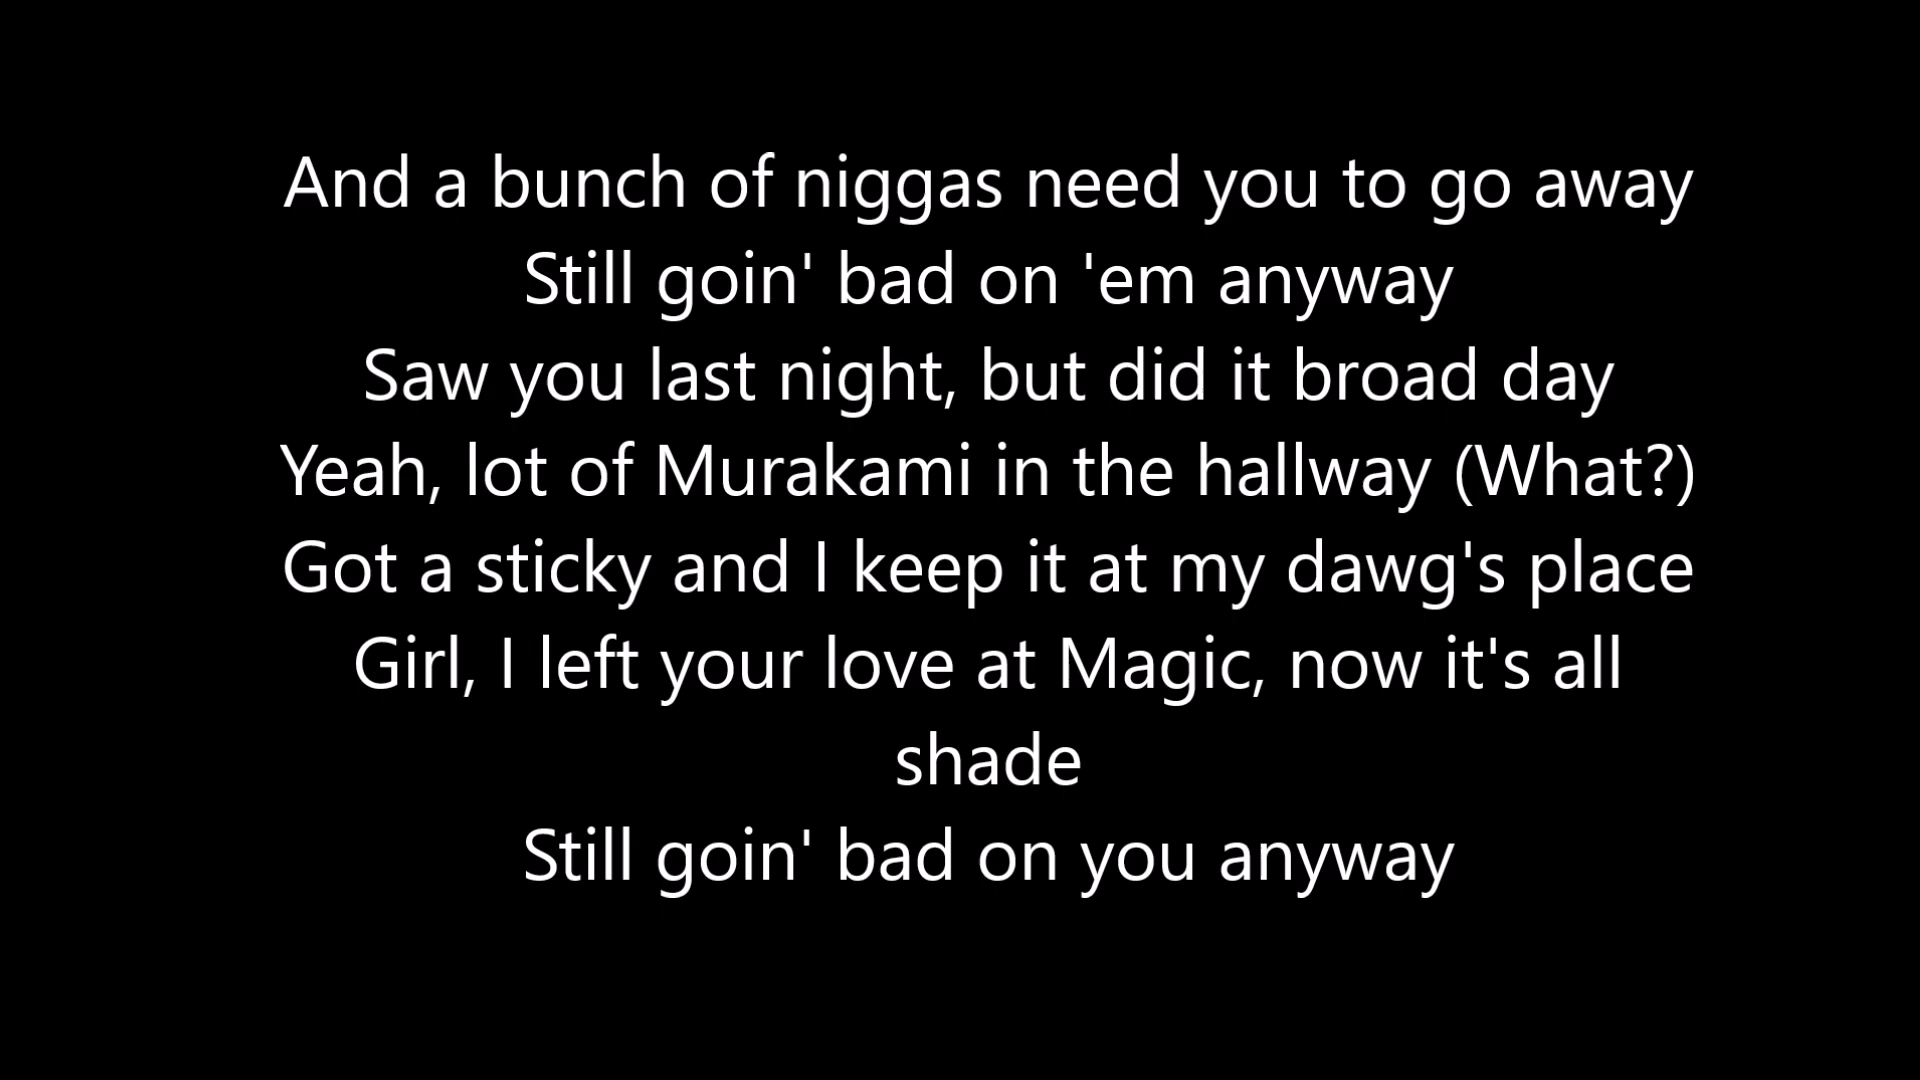 And a bunch of niggas need you to go away
Still goin' bad on 'em anyway
Saw you last night, but did it broad day
Yeah, lot of Murakami in the hallway (What?)
Got a sticky and I keep it at my dawg's place
Girl, I left your love at Magic, now it's all
shade
Still goin' bad on you anyway